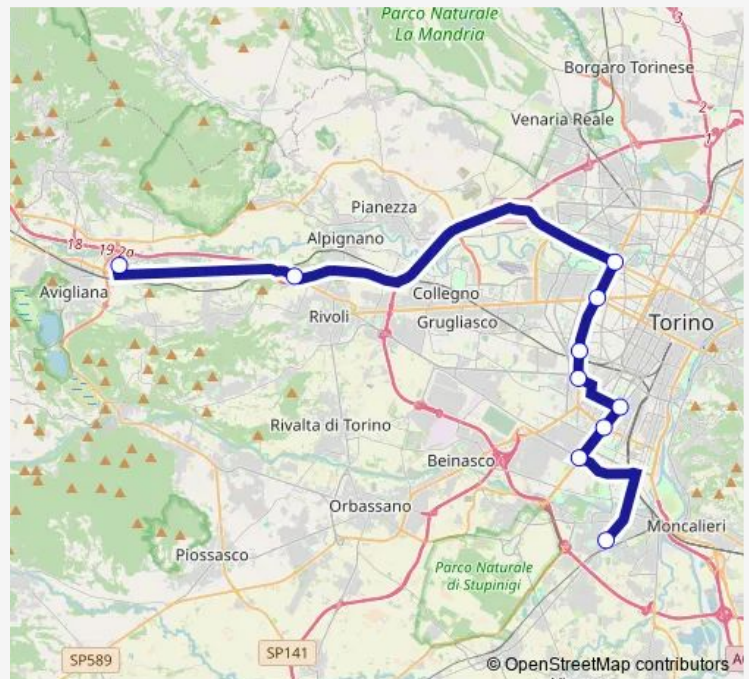 Parco Naturale
La Mandria
3
Borgaro Torinese
2
Venaria Reale
1
Pianezza
Alpignano
18
19
2a
Avigliana
Collegno
Rivoli
Grugliasco
Torino
Rivalta di Torino
Beinasco
Orbassano
Moncalieri
Piossasco
Parco Naturale
di Stupinigi
SP589
SP141
© OpenStreetMap contributors